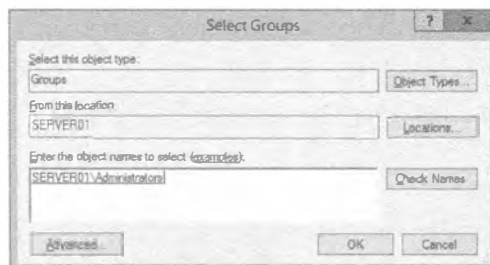 Select Groups
? x
Select this object type:
Groups
Object Types...
From this location:
SERVER01
Locations...
Enter the object names to select (examples):
SERVER01\Administrators
Check Names
Advanced...
OK
Cancel